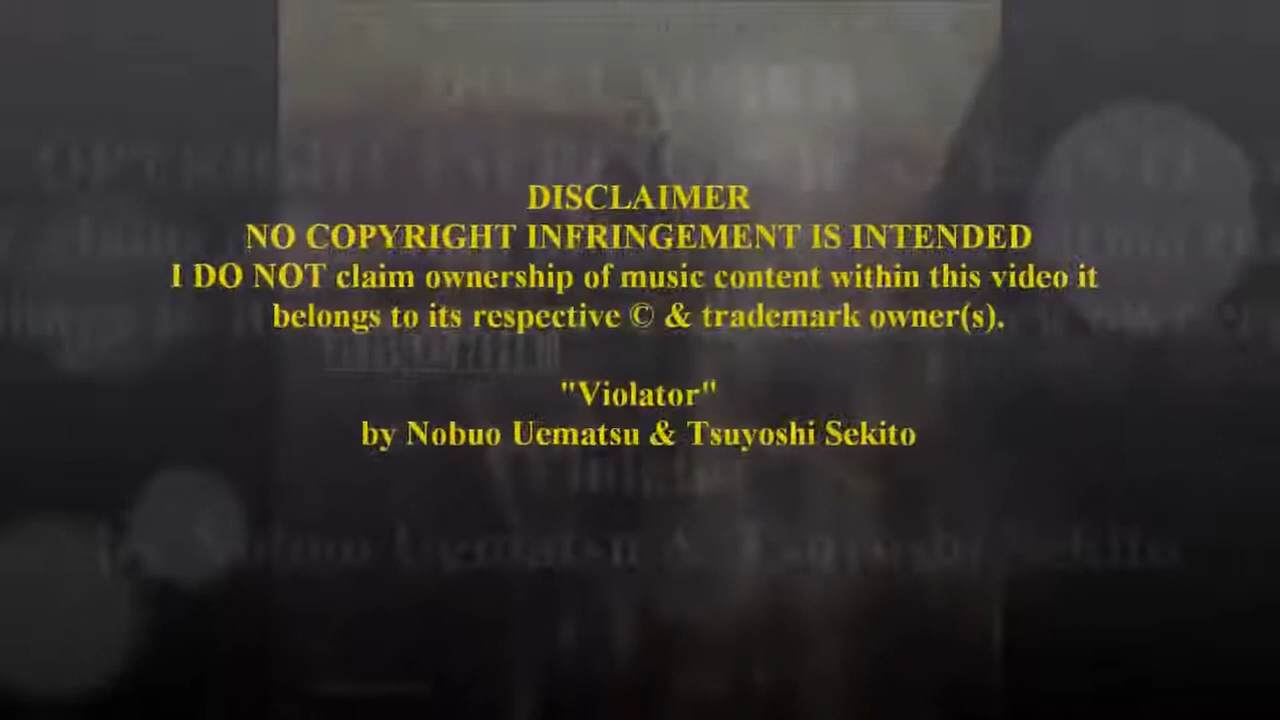 DISCLAIMER
NO COPYRIGHT INFRINGEMENT IS INTENDED
I DO NOT claim ownership of music content within this video it
belongs to its respective © & trademark owner(s).
"Violator"
by Nobuo Uematsu & Tsuyoshi Sekito